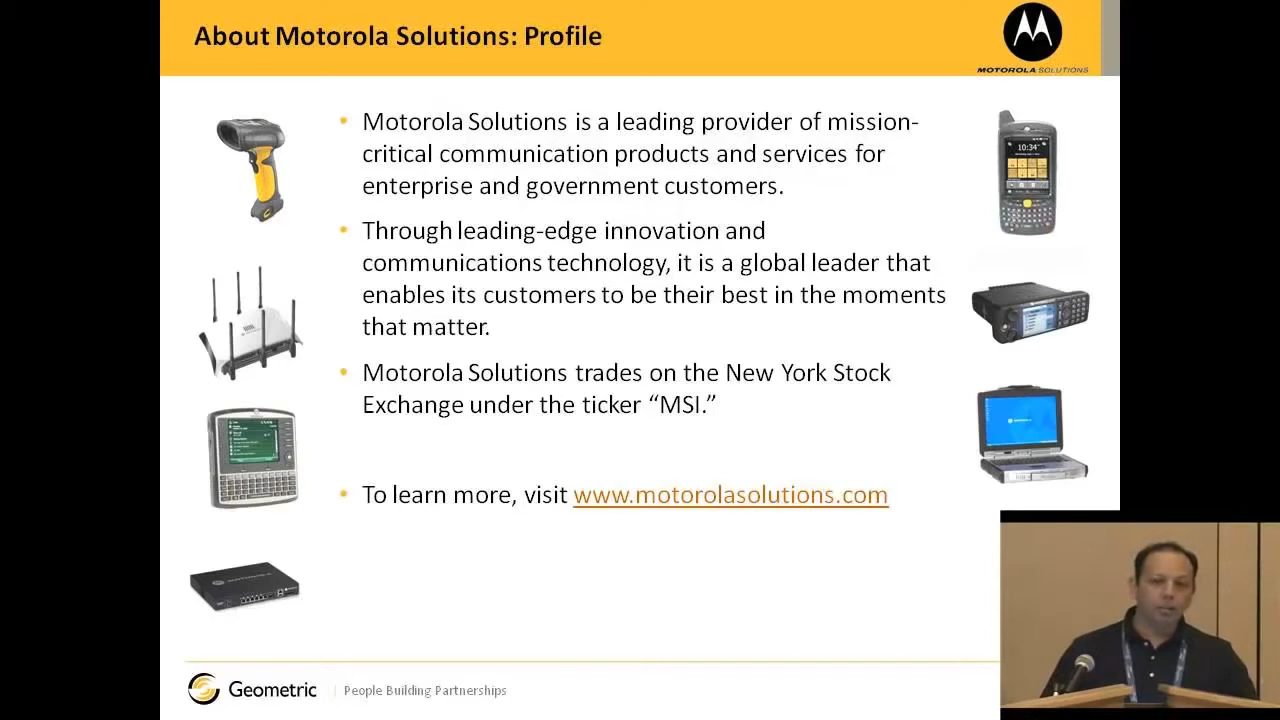 About Motorola Solutions: Profile
MOTOROLA SOLUTIONS
• Motorola Solutions is a leading provider of mission-
critical communication products and services for
enterprise and government customers.
• Through leading-edge innovation and
communications technology, it is a global leader that
enables its customers to be their best in the moments
that matter.
• Motorola Solutions trades on the New York Stock
Exchange under the ticker “MSI.”
• To learn more, visit www.motorolasolutions.com
10:34
Geometric | People Building Partnerships